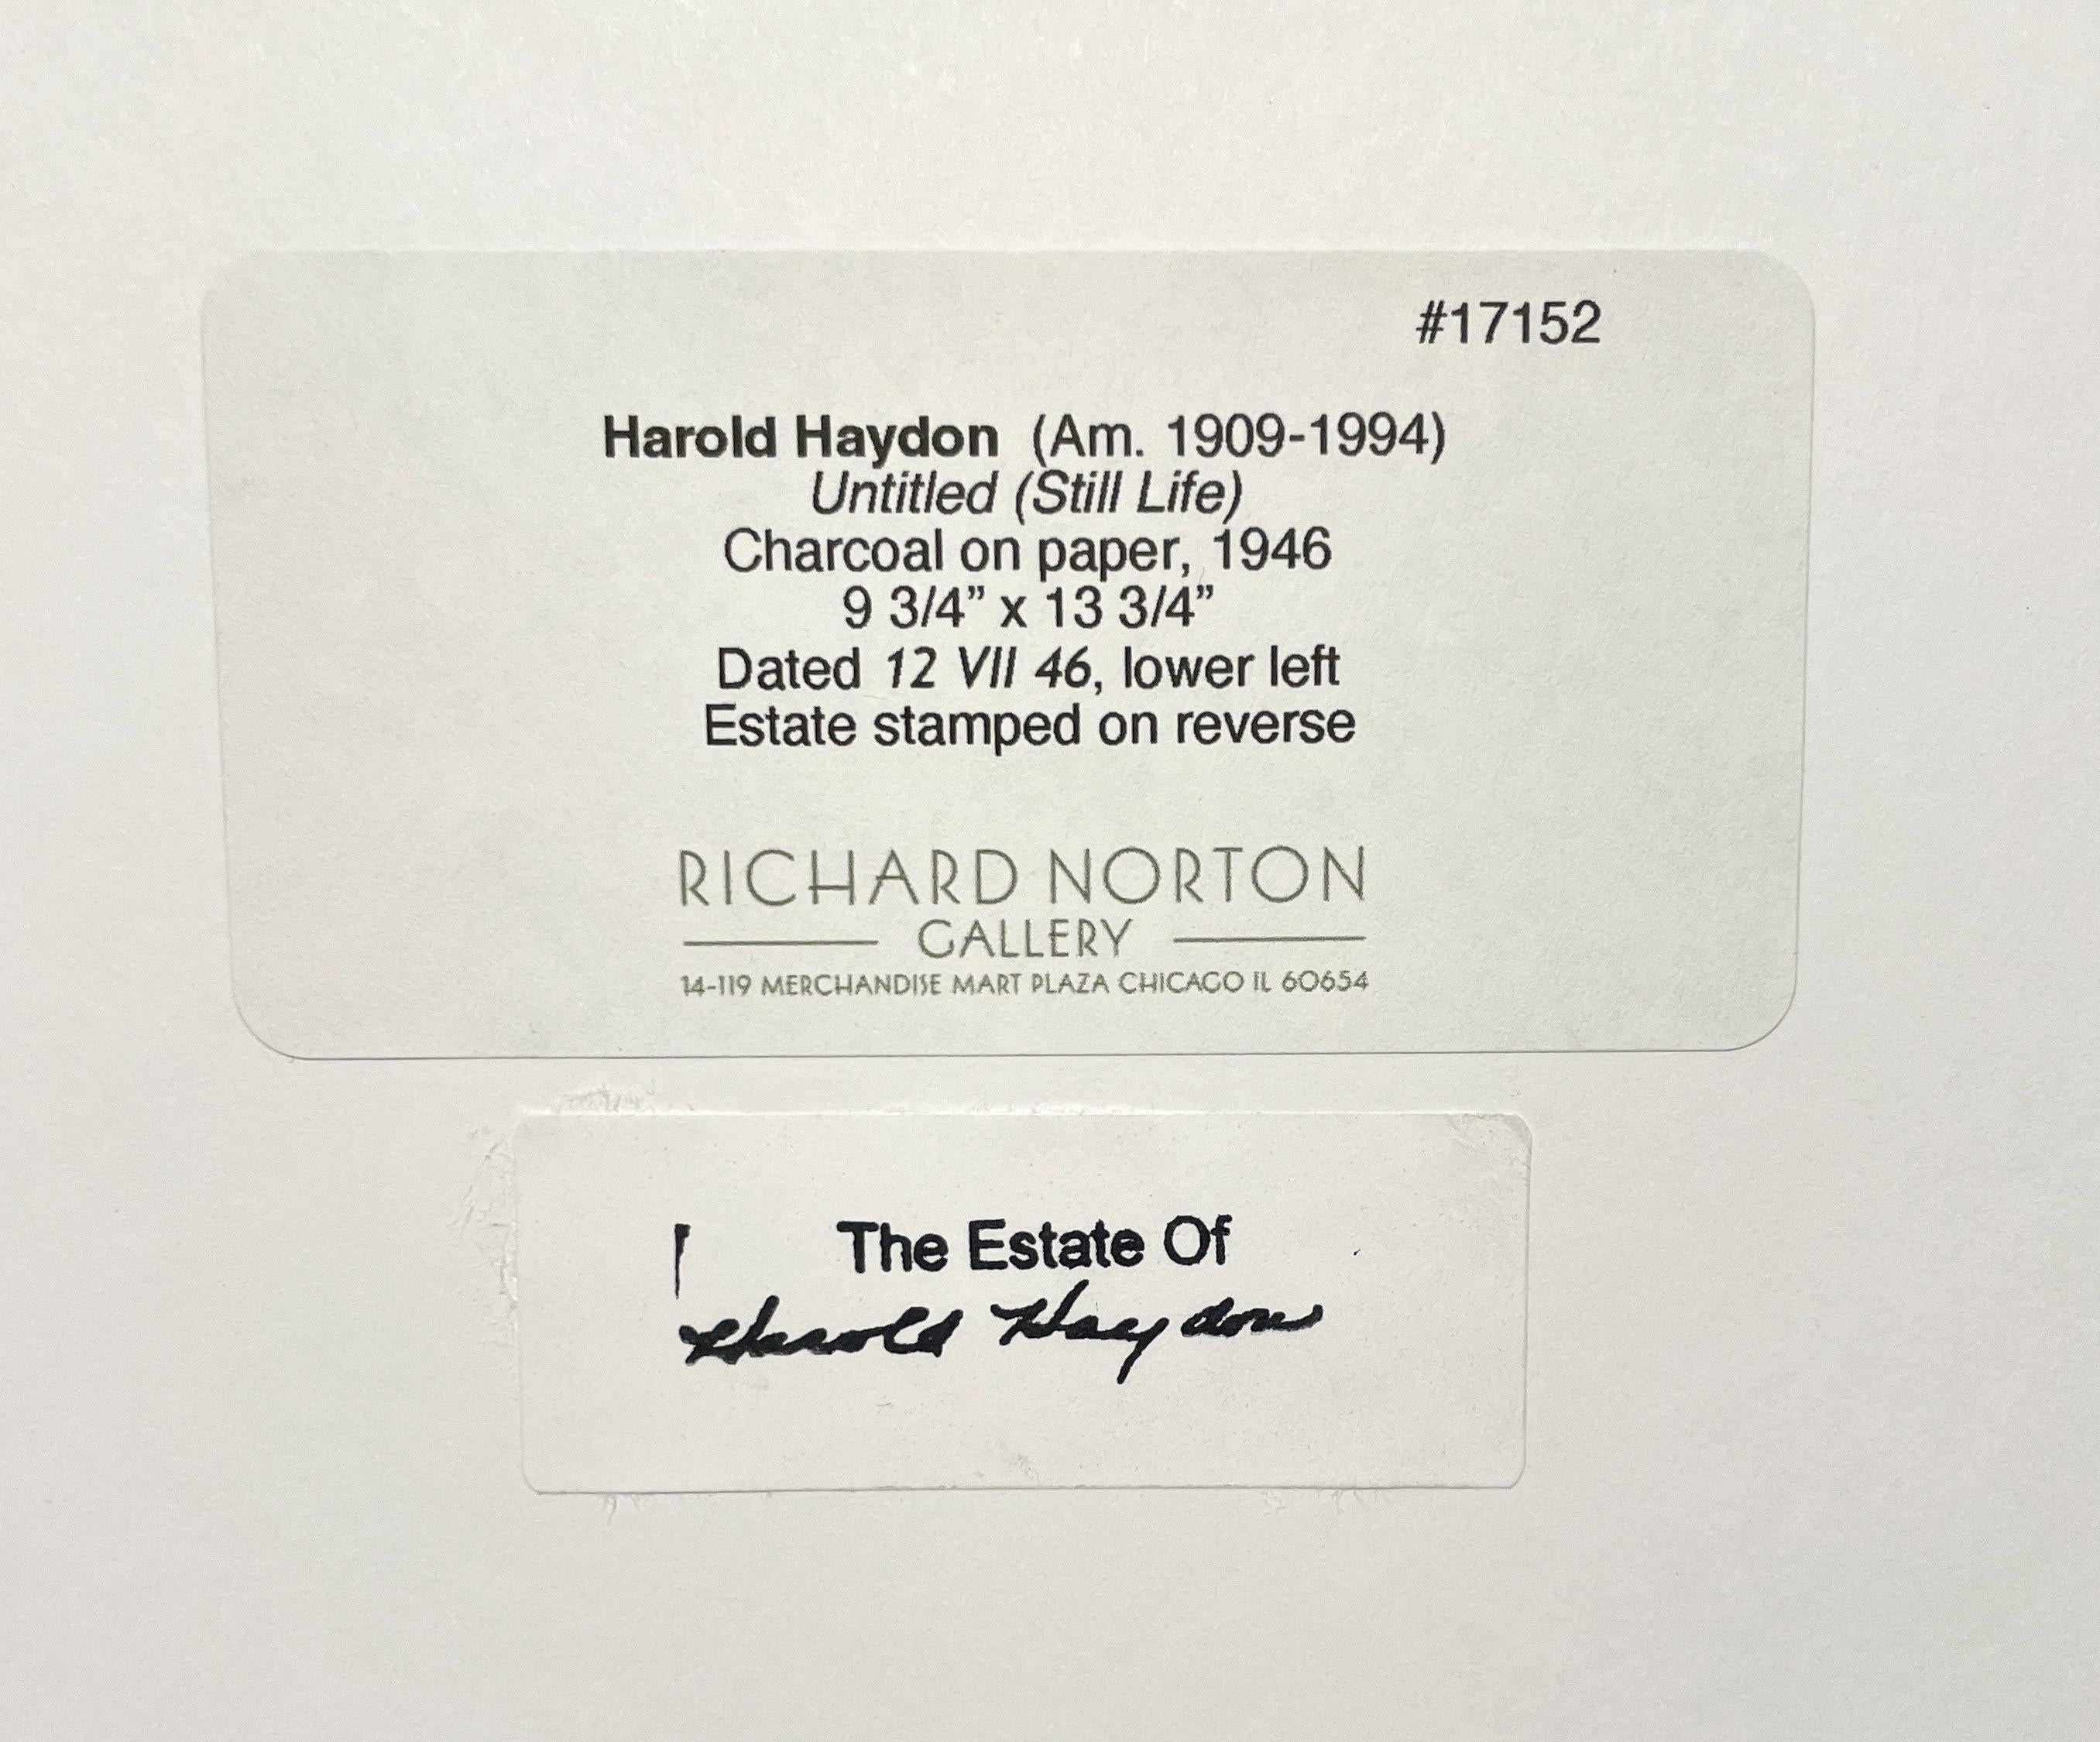 #17152
Harold Haydon (Am. 1909-1994)
Untitled (Still Life)
Charcoal on paper, 1946
9 3/4” x 13 3/4”
Dated 12 VII 46, lower left
Estate stamped on reverse
RICHARD NORTON
GALLERY
14-119 MERCHANDISE MART PLAZA CHICAGO IL 60654
The Estate Of
Harold Haydon